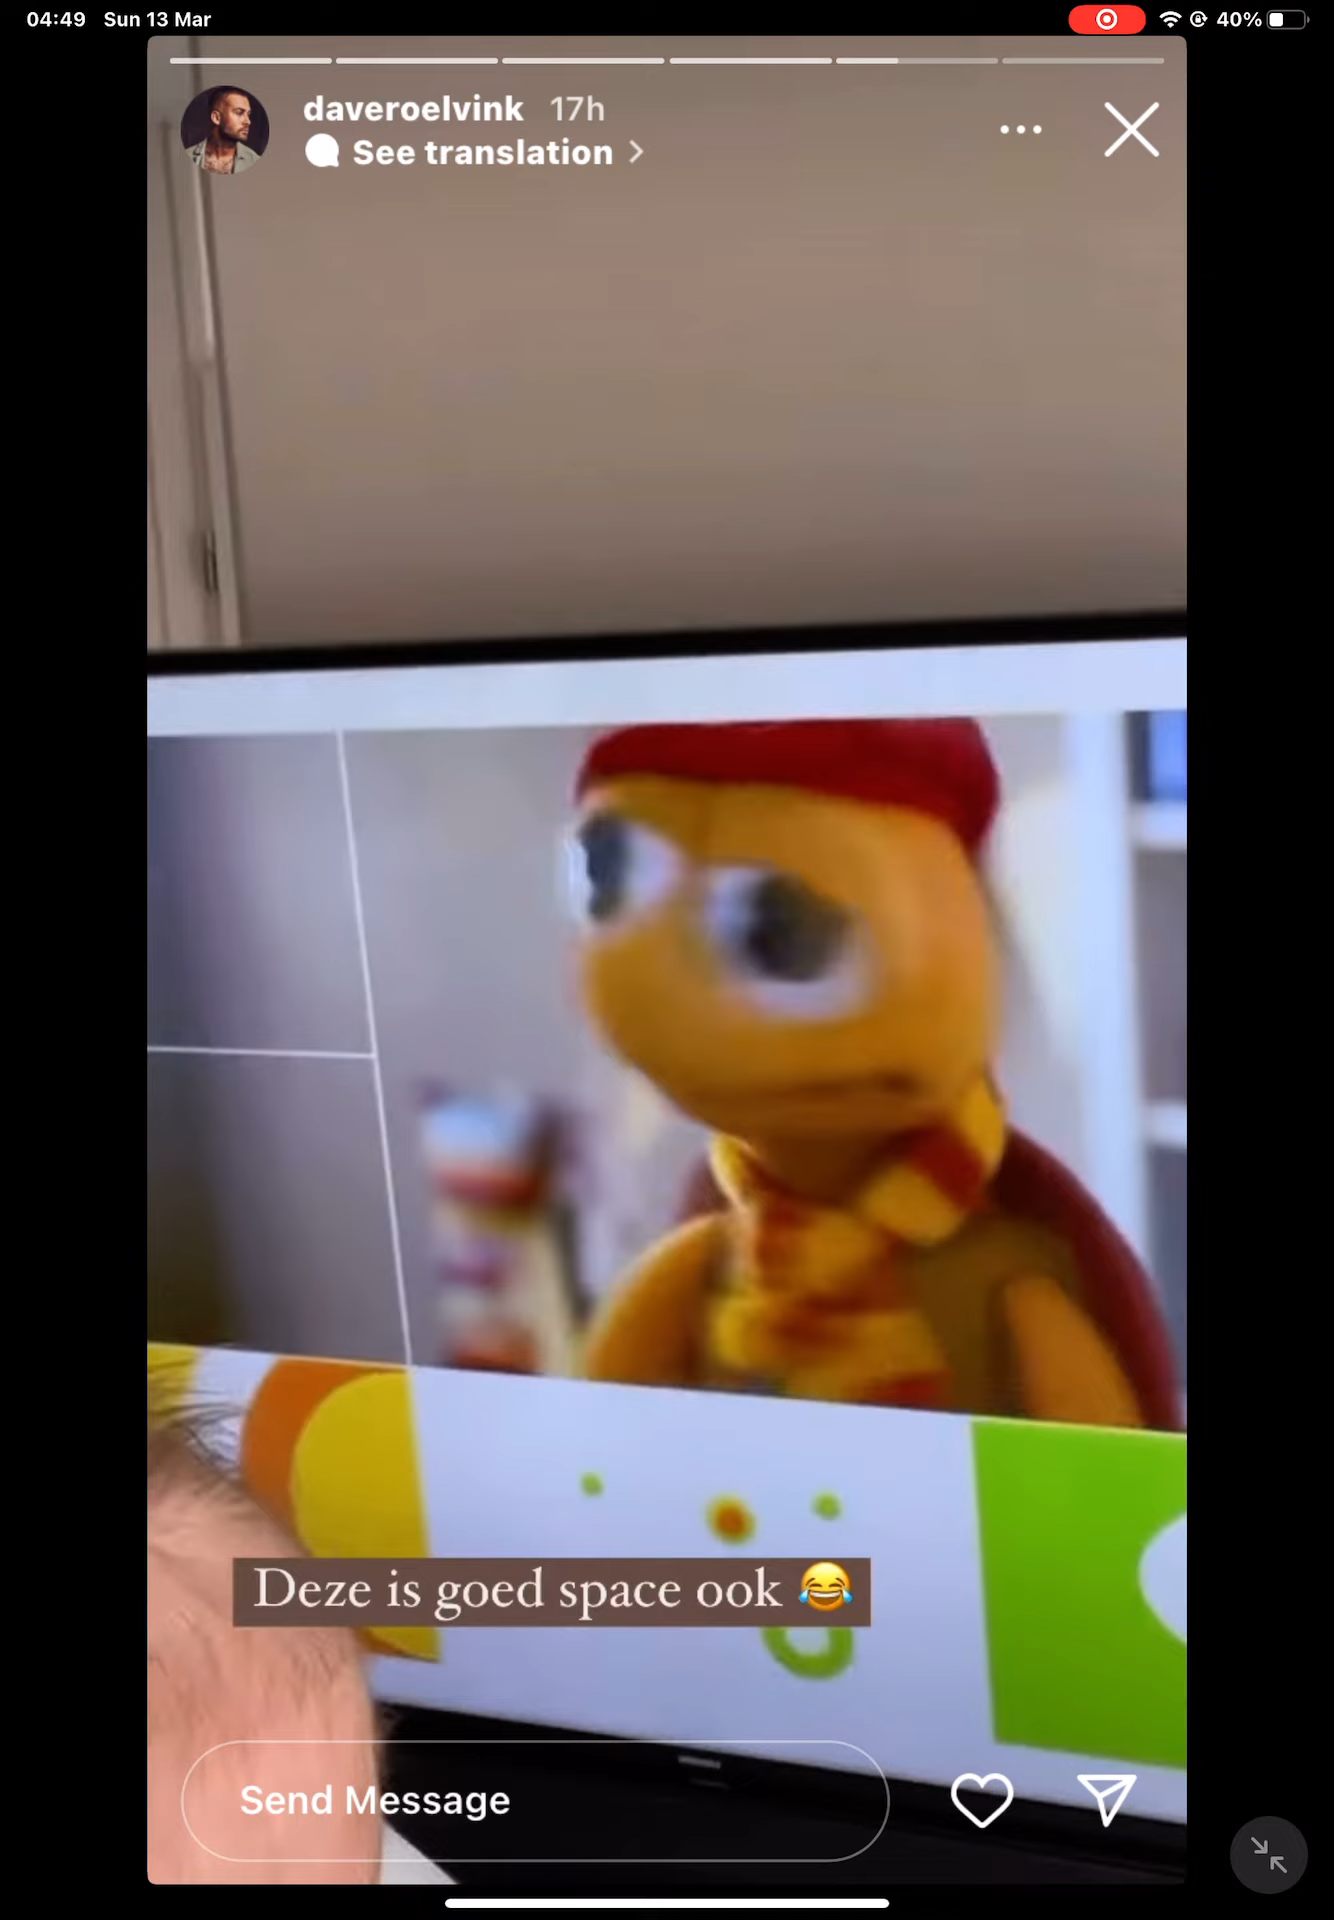 04:49 Sun 13 Mar 40%
daveroelvink 17h
See translation
Deze is goed space ook 😂
Send Message